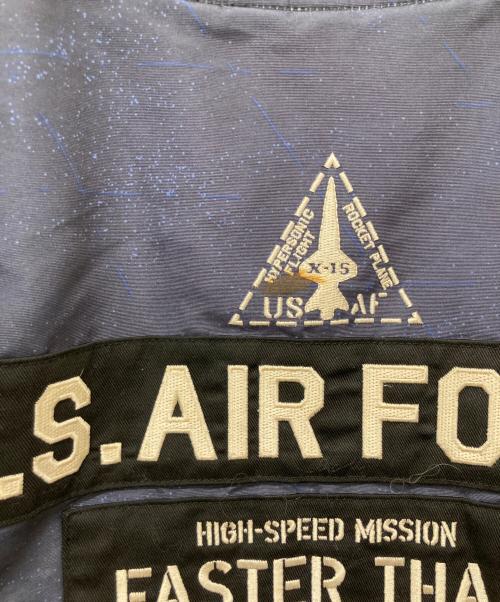 HYPERSONIC
FLIGHT
ROCKET PLANE
X-15
US AF
.S. AIR FO
HIGH-SPEED MISSION
FASTER THA